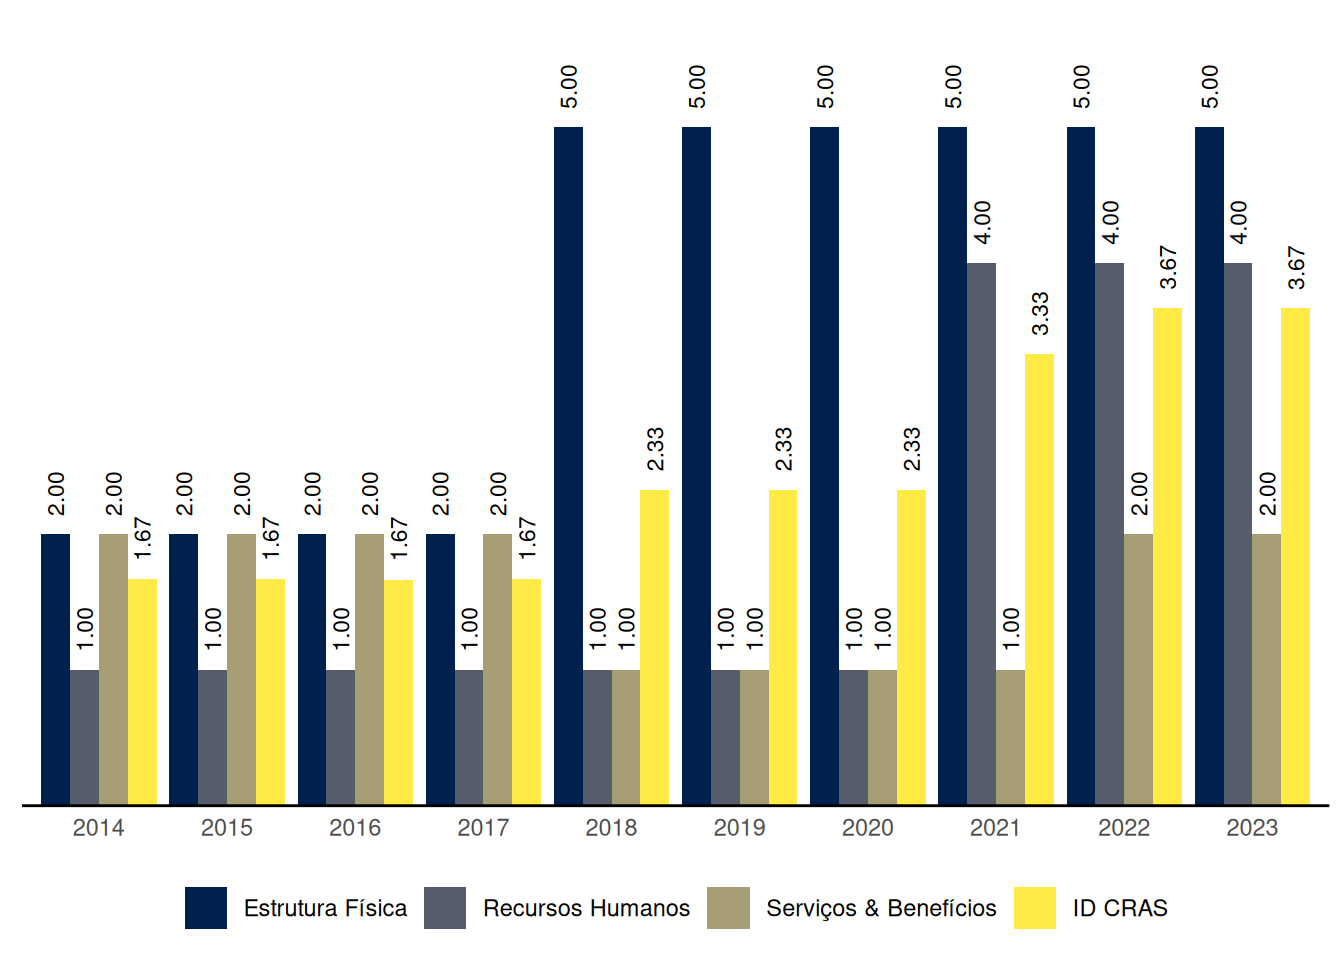 2.00 1.00 2.00 1.67 2.00 1.00 2.00 1.67 2.00 1.00 2.00 1.67 2.00 1.00 2.00 1.67 5.00 1.00 1.00 2.33 5.00 1.00 1.00 2.33 5.00 1.00 1.00 2.33 5.00 4.00 1.00 3.33 5.00 4.00 2.00 3.67 5.00 4.00 2.00 3.67
2014 2015 2016 2017 2018 2019 2020 2021 2022 2023
Estrutura Física Recursos Humanos Serviços & Benefícios ID CRAS